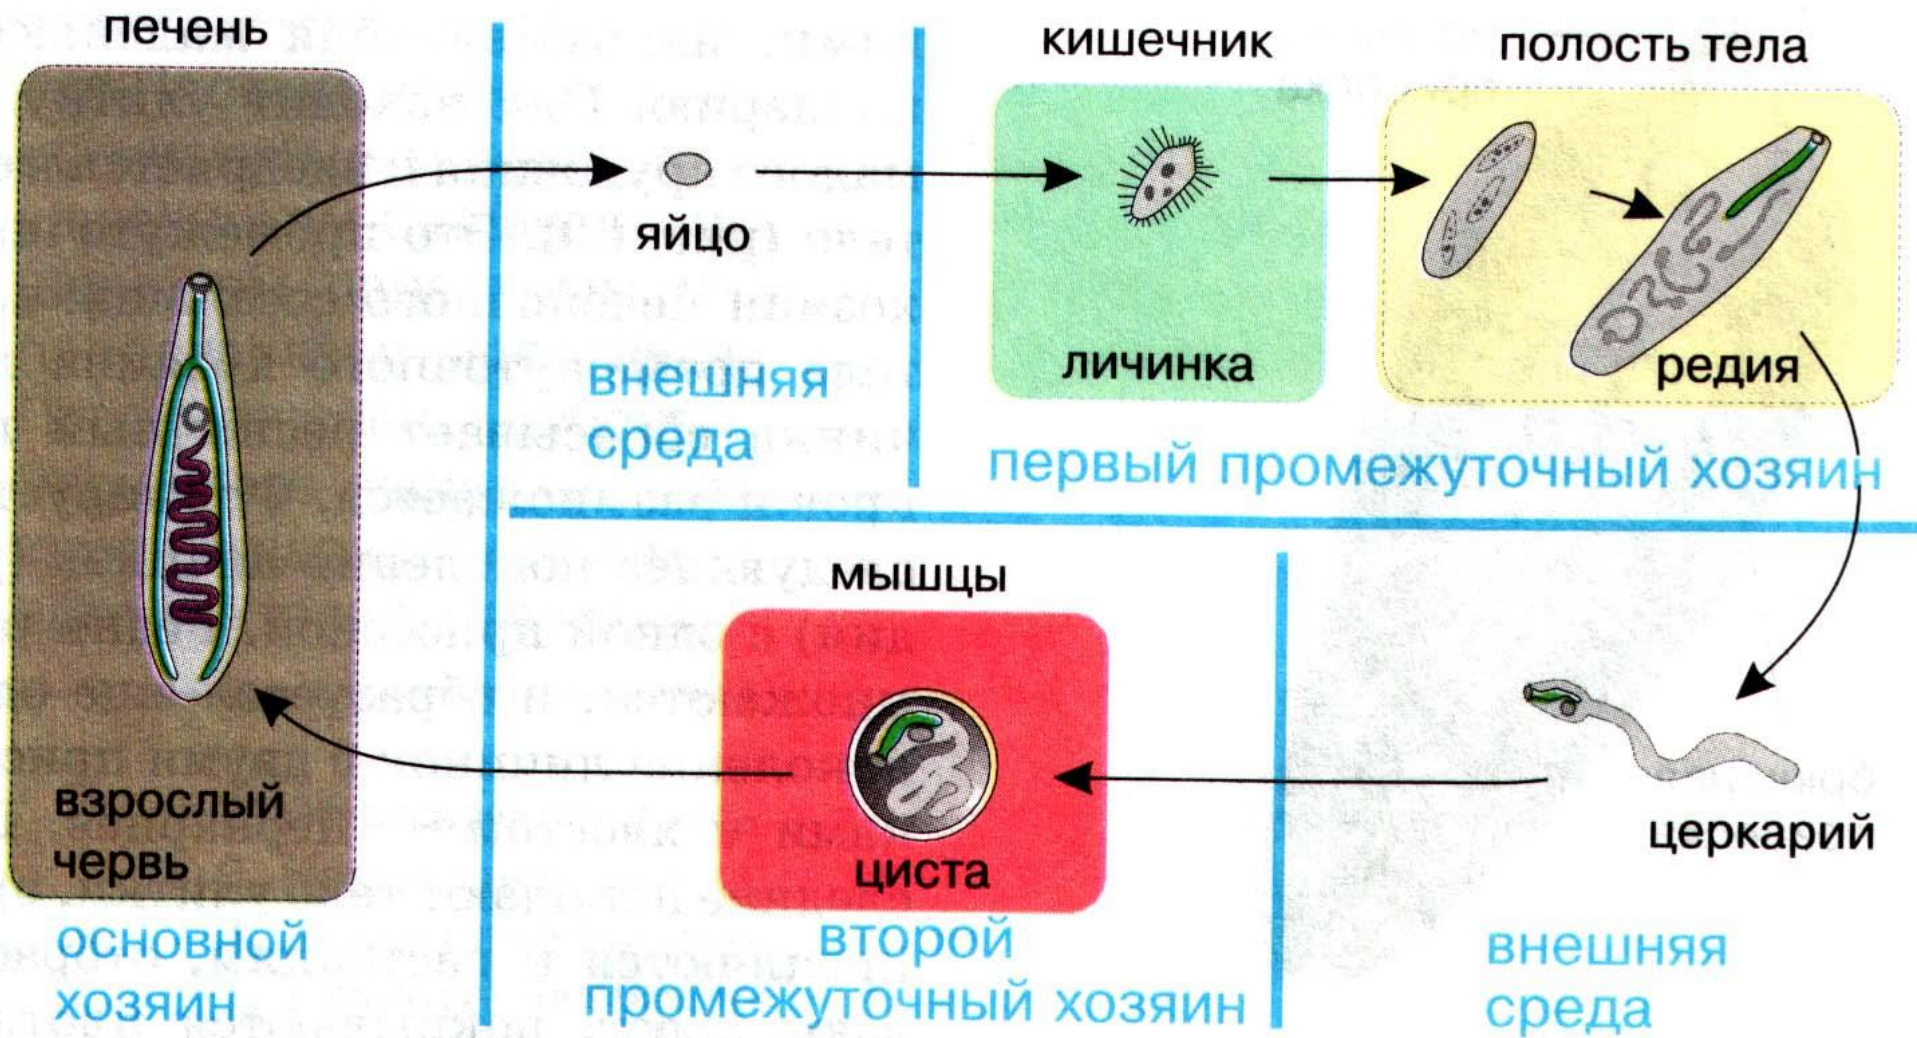 печень
кишечник
полость тела
яйцо
личинка
редия
внешняя
среда
первый промежуточный хозяин
мышцы
взрослый
червь
циста
церкарий
основной
хозяин
второй
промежуточный хозяин
внешняя
среда